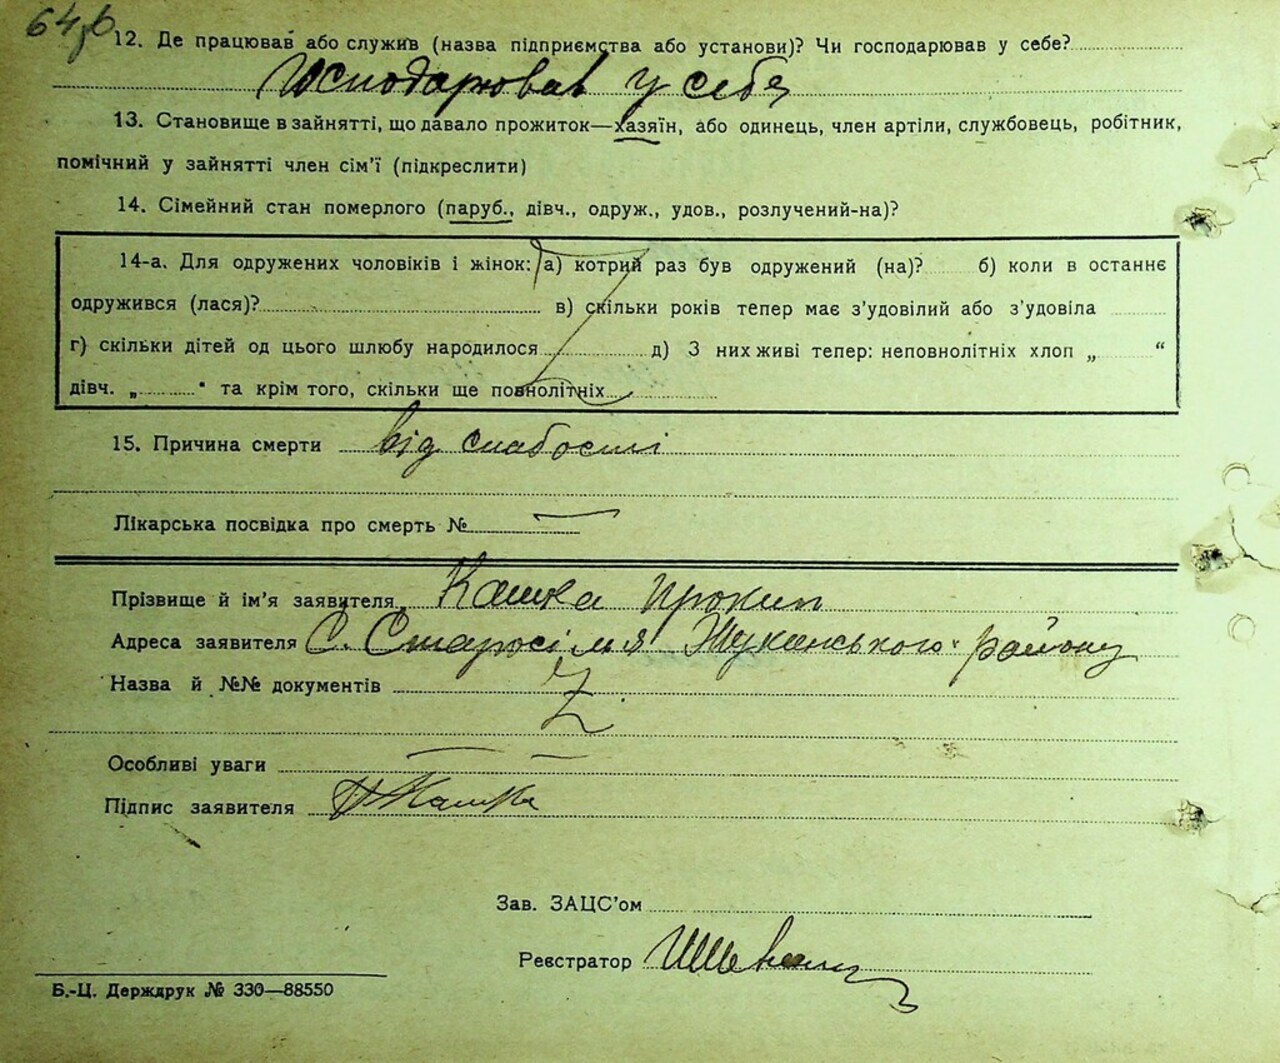 64зв
12. Де працював або служив (назва підприємства або установи)? Чи господарював у себе?
Господарював у себе
13. Становище в зайнятті, що давало прожиток—хазяїн, або одинець, член артіли, службовець, робітник,
помічний у зайнятті член сім’ї (підкреслити)
14. Сімейний стан померлого (паруб., дівч., одруж., удов., розлучений-на)?
14-а. Для одружених чоловіків і жінок: а) котрий раз був одружений (на)? б) коли в останнє
одружився (лася)? в) скільки років тепер має з’удовілий або з’удовіла
г) скільки дітей од цього шлюбу народилося д) З них живі тепер: неповнолітніх хлоп „ “
дівч. „ “ та крім того, скільки ще повнолітніх
15. Причина смерти від слабости
Лікарська посвідка про смерть № —
Прізвище й ім’я заявителя Кашка Прокип
Адреса заявителя С. району
Назва й №№ документів
Особливі уваги — —
Підпис заявителя Кашка
Зав. ЗАЦС’ом
Реєстратор
Б.-Ц. Держдрук № 330—88550